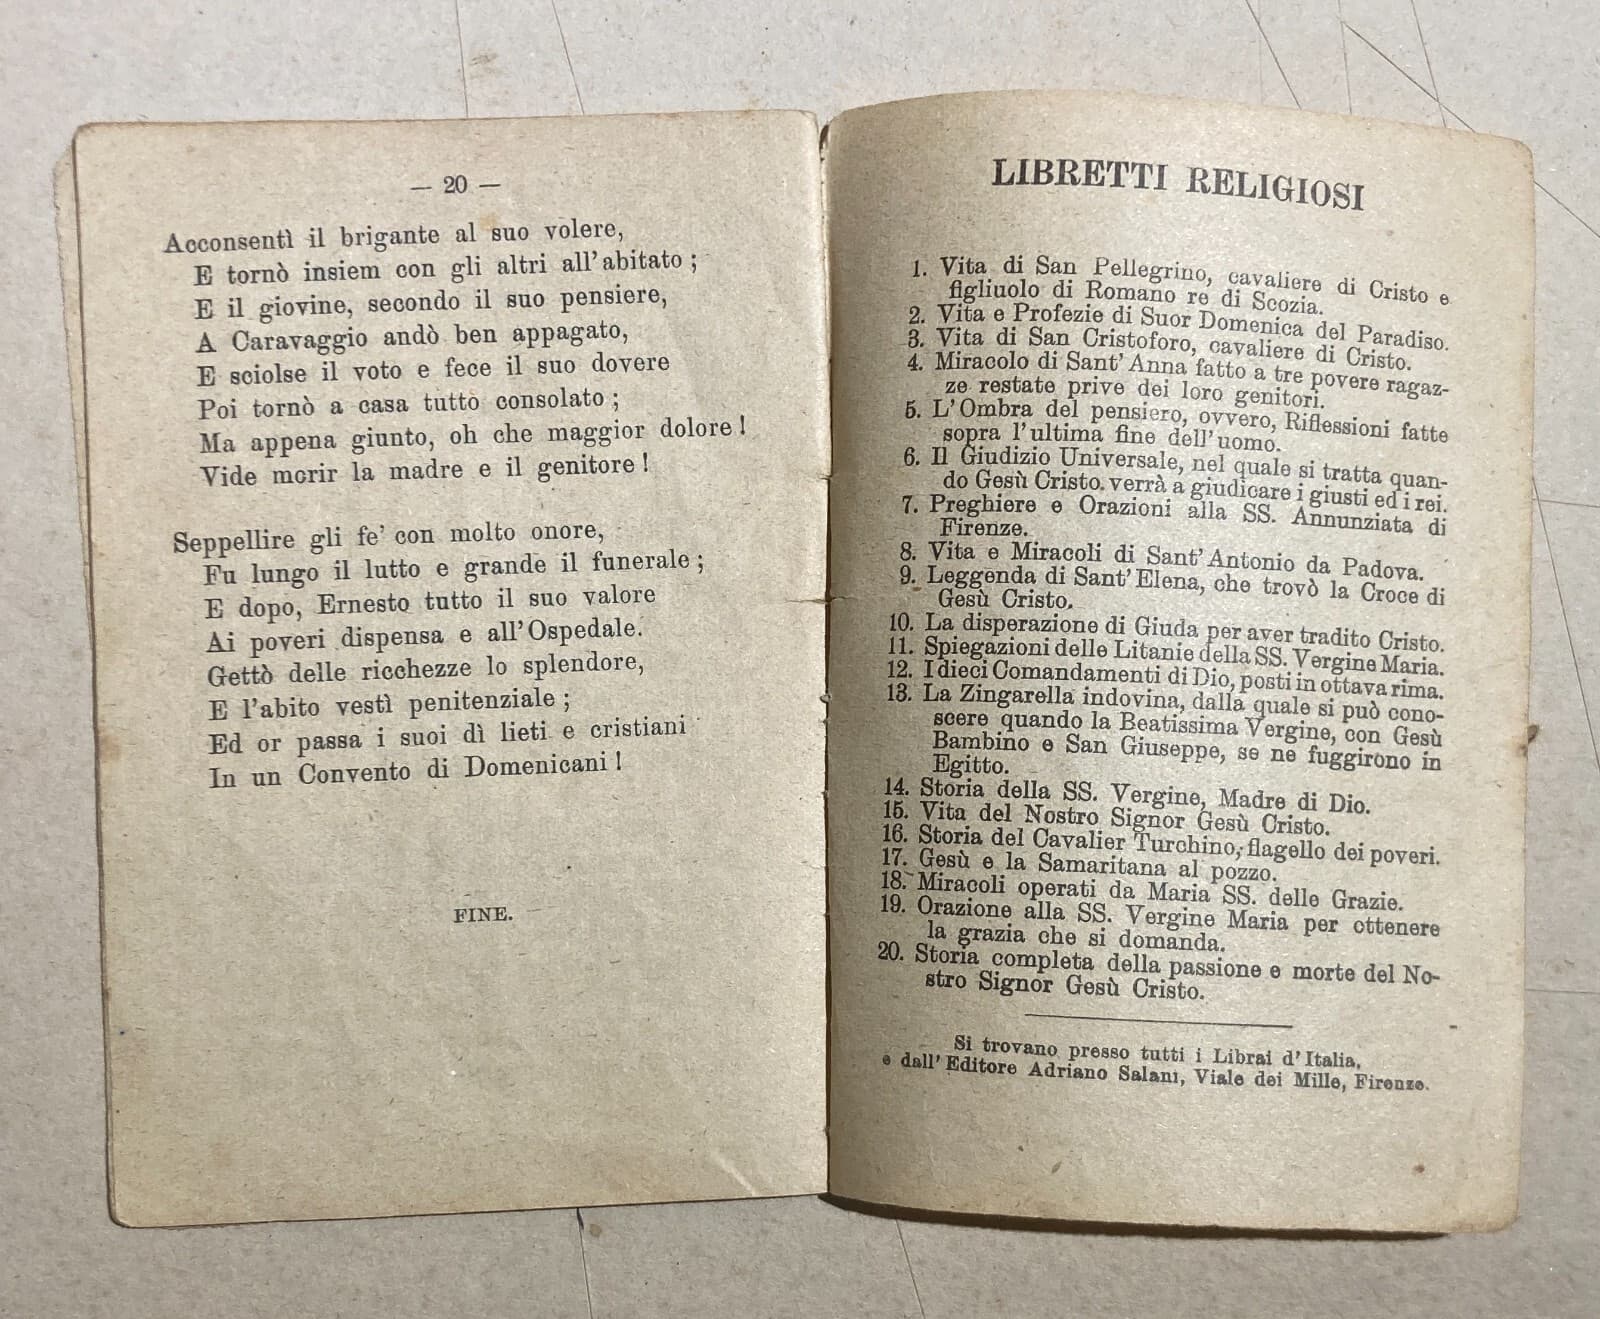 — 20 —
Acconsentì il brigante al suo volere,
E tornò insiem con gli altri all'abitato ;
E il giovine, secondo il suo pensiere,
A Caravaggio andò ben appagato,
E sciolse il voto e fece il suo dovere
Poi tornò a casa tutto consolato ;
Ma appena giunto, oh che maggior dolore !
Vide morir la madre e il genitore !
Seppellire gli fe' con molto onore,
Fu lungo il lutto e grande il funerale ;
E dopo, Ernesto tutto il suo valore
Ai poveri dispensa e all'Ospedale.
Gettò delle ricchezze lo splendore,
E l'abito vestì penitenziale ;
Ed or passa i suoi dì lieti e cristiani
In un Convento di Domenicani !
FINE.
LIBRETTI RELIGIOSI
1. Vita di San Pellegrino, cavaliere di Cristo e
figliuolo di Romano re di Scozia.
2. Vita e Profezie di Suor Domenica del Paradiso.
3. Vita di San Cristoforo, cavaliere di Cristo.
4. Miracolo di Sant' Anna fatto a tre povere ragaz-
ze restate prive dei loro genitori.
5. L'Ombra del pensiero, ovvero, Riflessioni fatte
sopra l'ultima fine dell'uomo.
6. Il Giudizio Universale, nel quale si tratta quan-
do Gesù Cristo verrà a giudicare i giusti ed i rei.
7. Preghiere e Orazioni alla SS. Annunziata di
Firenze.
8. Vita e Miracoli di Sant' Antonio da Padova.
9. Leggenda di Sant' Elena, che trovò la Croce di
Gesù Cristo.
10. La disperazione di Giuda per aver tradito Cristo.
11. Spiegazioni delle Litanie della SS. Vergine Maria.
12. I dieci Comandamenti di Dio, posti in ottava rima.
13. La Zingarella indovina, dalla quale si può cono-
scere quando la Beatissima Vergine, con Gesù
Bambino e San Giuseppe, se ne fuggirono in
Egitto.
14. Storia della SS. Vergine, Madre di Dio.
15. Vita del Nostro Signor Gesù Cristo.
16. Storia del Cavalier Turchino, flagello dei poveri.
17. Gesù e la Samaritana al pozzo.
18. Miracoli operati da Maria SS. delle Grazie.
19. Orazione alla SS. Vergine Maria per ottenere
la grazia che si domanda.
20. Storia completa della passione e morte del No-
stro Signor Gesù Cristo.
Si trovano presso tutti i Librai d'Italia,
e dall' Editore Adriano Salani, Viale dei Mille, Firenze.